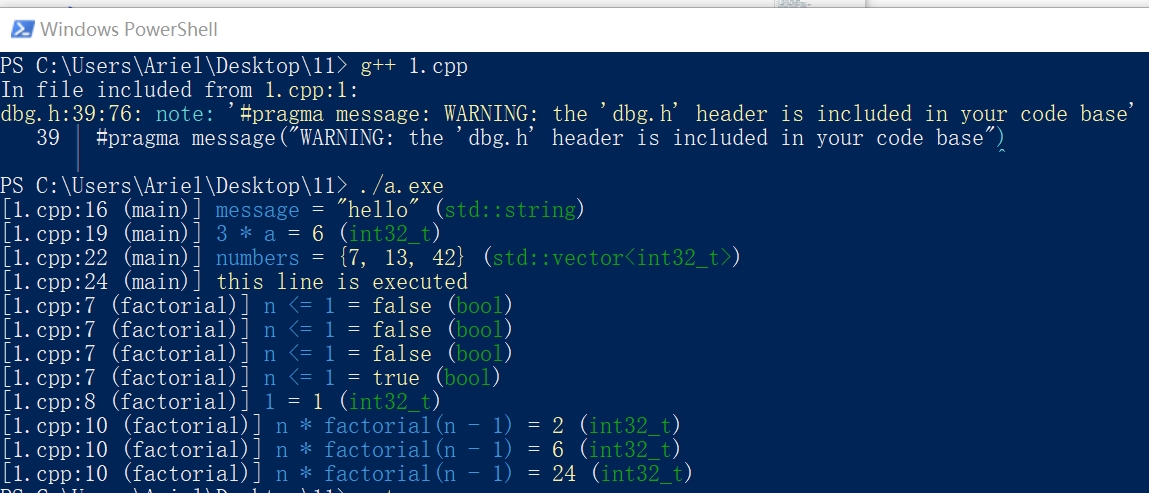 Windows PowerShell
PS C:\Users\Ariel\Desktop\11> g++ 1.cpp
In file included from 1.cpp:1:
dbg.h:39:76: note: '#pragma message: WARNING: the 'dbg.h' header is included in your code base'
39 | #pragma message("WARNING: the 'dbg.h' header is included in your code base")
|                                                                            ^
PS C:\Users\Ariel\Desktop\11> ./a.exe
[1.cpp:16 (main)] message = "hello" (std::string)
[1.cpp:19 (main)] 3 * a = 6 (int32_t)
[1.cpp:22 (main)] numbers = {7, 13, 42} (std::vector<int32_t>)
[1.cpp:24 (main)] this line is executed
[1.cpp:7 (factorial)] n <= 1 = false (bool)
[1.cpp:7 (factorial)] n <= 1 = false (bool)
[1.cpp:7 (factorial)] n <= 1 = false (bool)
[1.cpp:7 (factorial)] n <= 1 = true (bool)
[1.cpp:8 (factorial)] 1 = 1 (int32_t)
[1.cpp:10 (factorial)] n * factorial(n - 1) = 2 (int32_t)
[1.cpp:10 (factorial)] n * factorial(n - 1) = 6 (int32_t)
[1.cpp:10 (factorial)] n * factorial(n - 1) = 24 (int32_t)